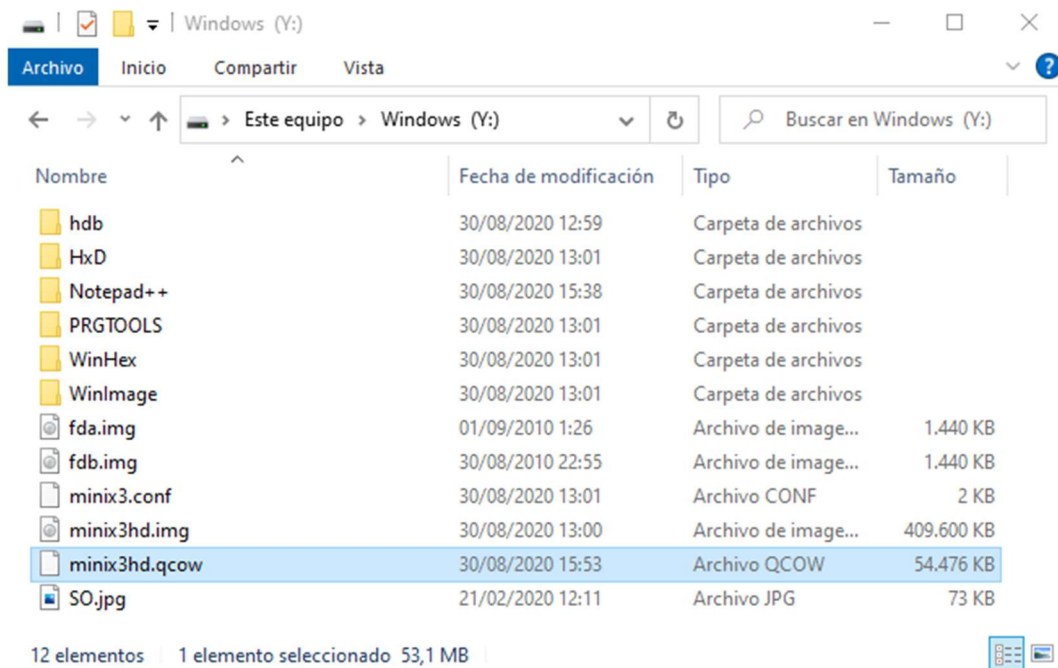 Windows (Y:)
Archivo Inicio Compartir Vista
Este equipo > Windows (Y:) Buscar en Windows (Y:)
Nombre Fecha de modificación Tipo Tamaño
hdb 30/08/2020 12:59 Carpeta de archivos
HxD 30/08/2020 13:01 Carpeta de archivos
Notepad++ 30/08/2020 15:38 Carpeta de archivos
PRGTOOLS 30/08/2020 13:01 Carpeta de archivos
WinHex 30/08/2020 13:01 Carpeta de archivos
WinImage 30/08/2020 13:01 Carpeta de archivos
fda.img 01/09/2010 1:26 Archivo de image... 1.440 KB
fdb.img 30/08/2010 22:55 Archivo de image... 1.440 KB
minix3.conf 30/08/2020 13:01 Archivo CONF 2 KB
minix3hd.img 30/08/2020 13:00 Archivo de image... 409.600 KB
minix3hd.qcow 30/08/2020 15:53 Archivo QCOW 54.476 KB
SO.jpg 21/02/2020 12:11 Archivo JPG 73 KB
12 elementos 1 elemento seleccionado 53,1 MB